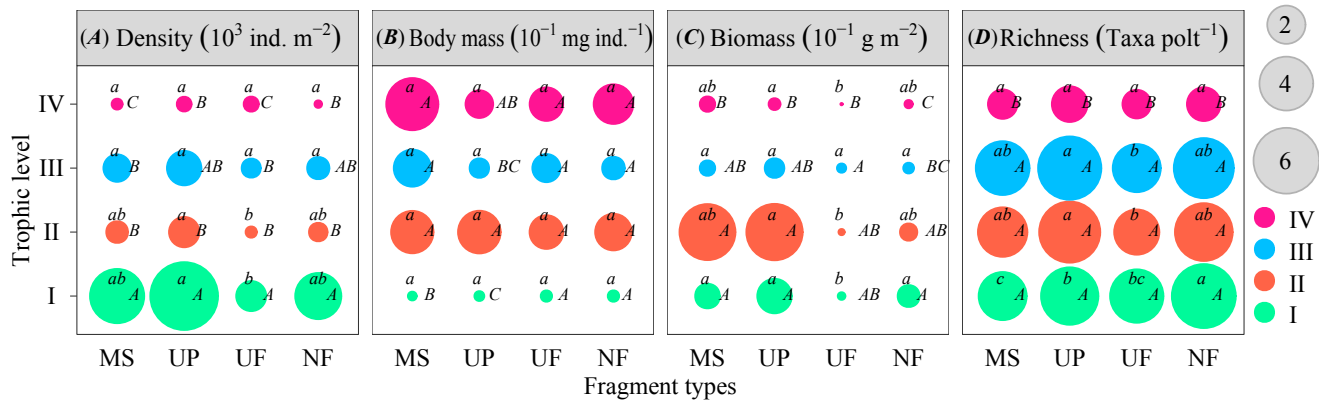 (A) Density (10³ ind. m⁻²)
(B) Body mass (10⁻¹ mg ind.⁻¹)
(C) Biomass (10⁻¹ g m⁻²)
(D) Richness (Taxa polt⁻¹)
2
4
6
IV
III
II
I
Trophic level
IV
III
II
I
a a a a
C B C B
a a a a
B AB B AB
ab a b ab
B B B B
ab a b ab
A A A A
a a a a
A AB A A
a a a a
A BC A A
a a a a
A A A A
a a a a
B C A A
ab a b ab
B B B C
a a a a
AB AB A BC
ab a b ab
A A AB AB
a a b a
A A AB A
a a a a
B B B B
ab a b ab
A A A A
ab a b ab
A A A A
c b bc a
A A A A
MS UP UF NF
MS UP UF NF
MS UP UF NF
MS UP UF NF
Fragment types